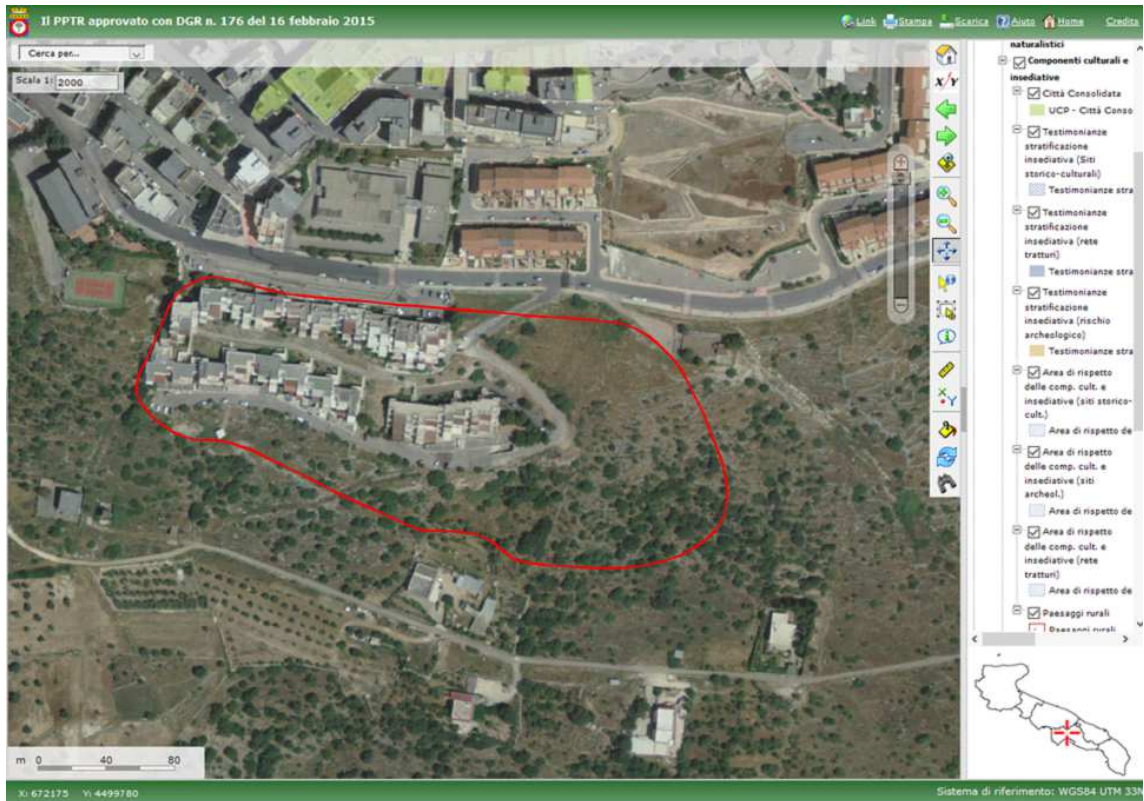 Il PPTR approvato con DGR n. 176 del 16 febbraio 2015
Link Stampa Scarica Aiuto Home Credits
Cerca per...
Scala 1: 2000
naturalistici
Componenti culturali e
insediative
Città Consolidata
UCP - Città Conso
Testimonianze
stratificazione
insediativa (Siti
storico-culturali)
Testimonianze stra
Testimonianze
stratificazione
insediativa (rete
tratturi)
Testimonianze stra
Testimonianze
stratificazione
insediativa (rischio
archeologico)
Testimonianze stra
Area di rispetto
delle comp. cult. e
insediative (siti storico-
cult.)
Area di rispetto de
Area di rispetto
delle comp. cult. e
insediative (siti
archeol.)
Area di rispetto de
Area di rispetto
delle comp. cult. e
insediative (rete
tratturi)
Area di rispetto de
Paesaggi rurali
Paesaggi rurali
m 0 40 80
X: 672175 Y: 4499780
Sistema di riferimento: WGS84 UTM 33N